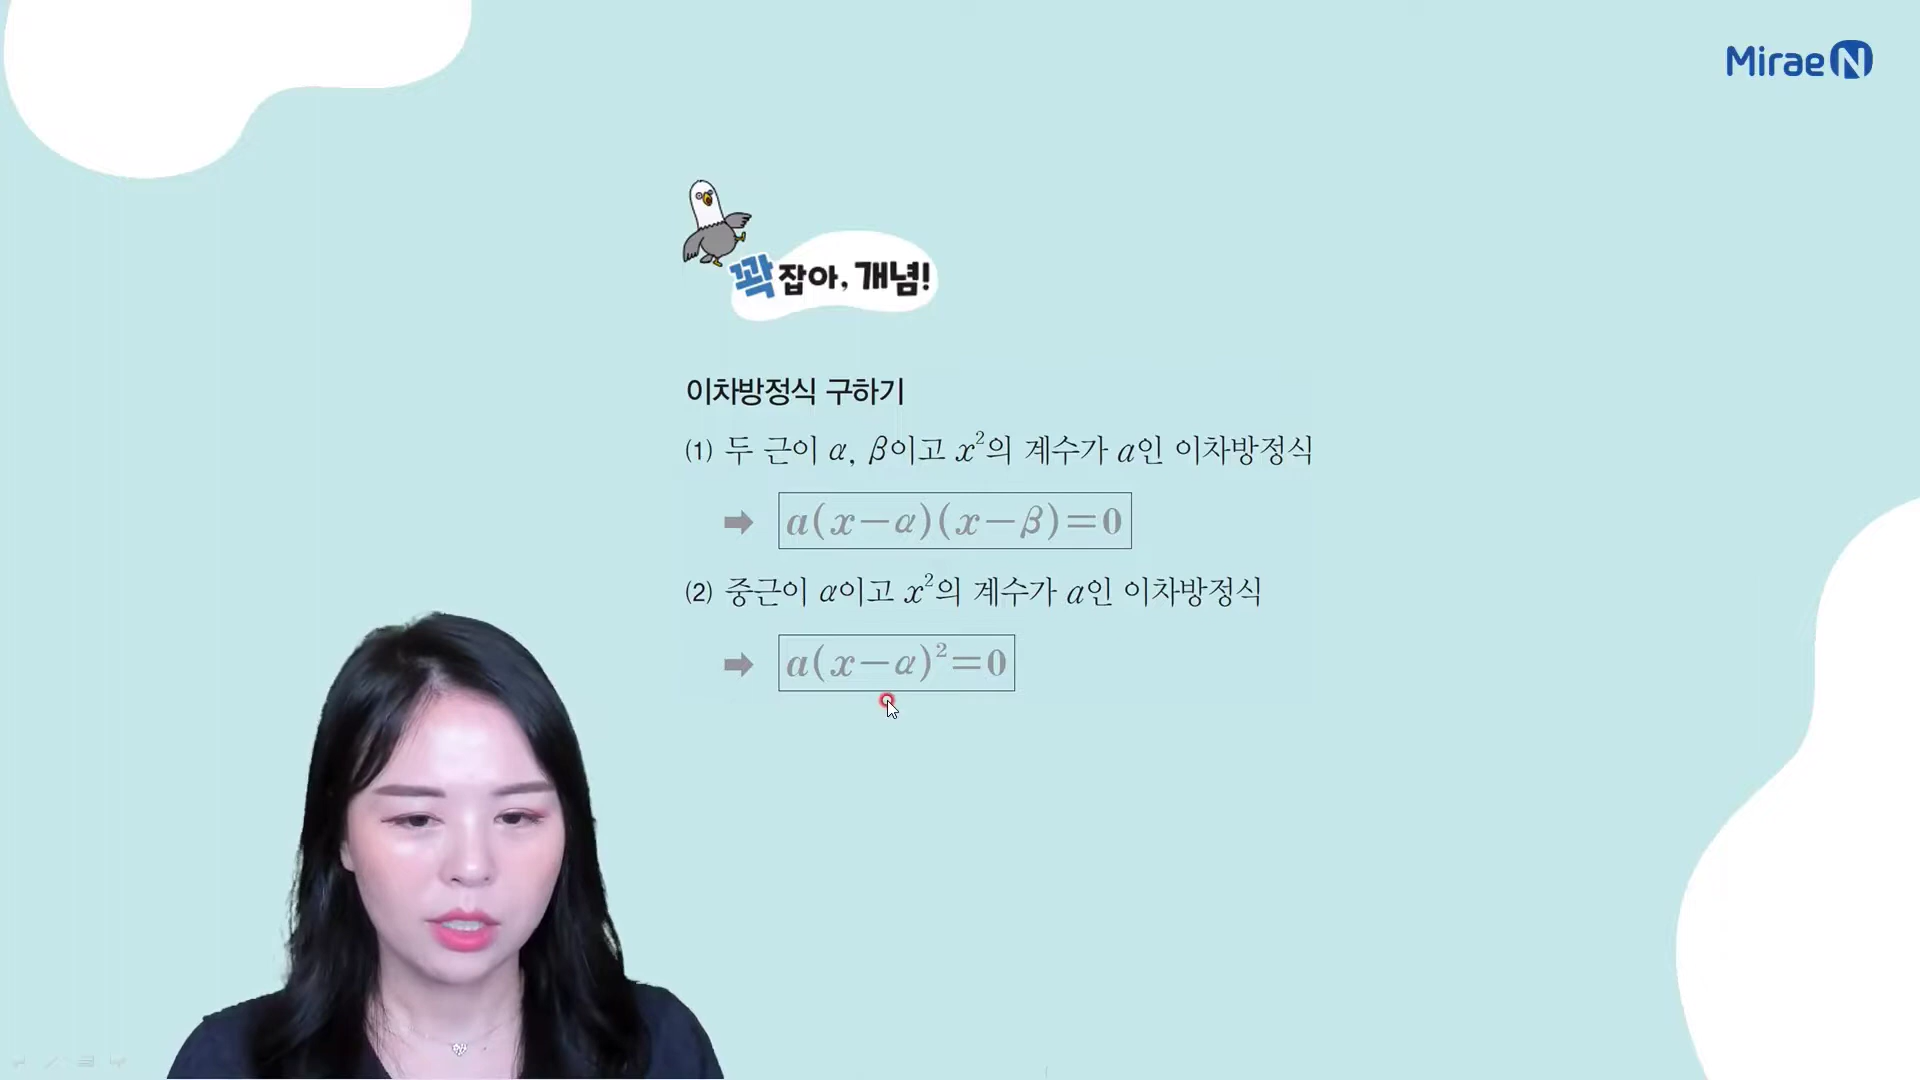 Mirae N
꽉 잡아, 개념!
이차방정식 구하기
(1) 두 근이 α, β이고 x²의 계수가 a인 이차방정식
➡ a(x−α)(x−β)=0
(2) 중근이 α이고 x²의 계수가 a인 이차방정식
➡ a(x−α)²=0